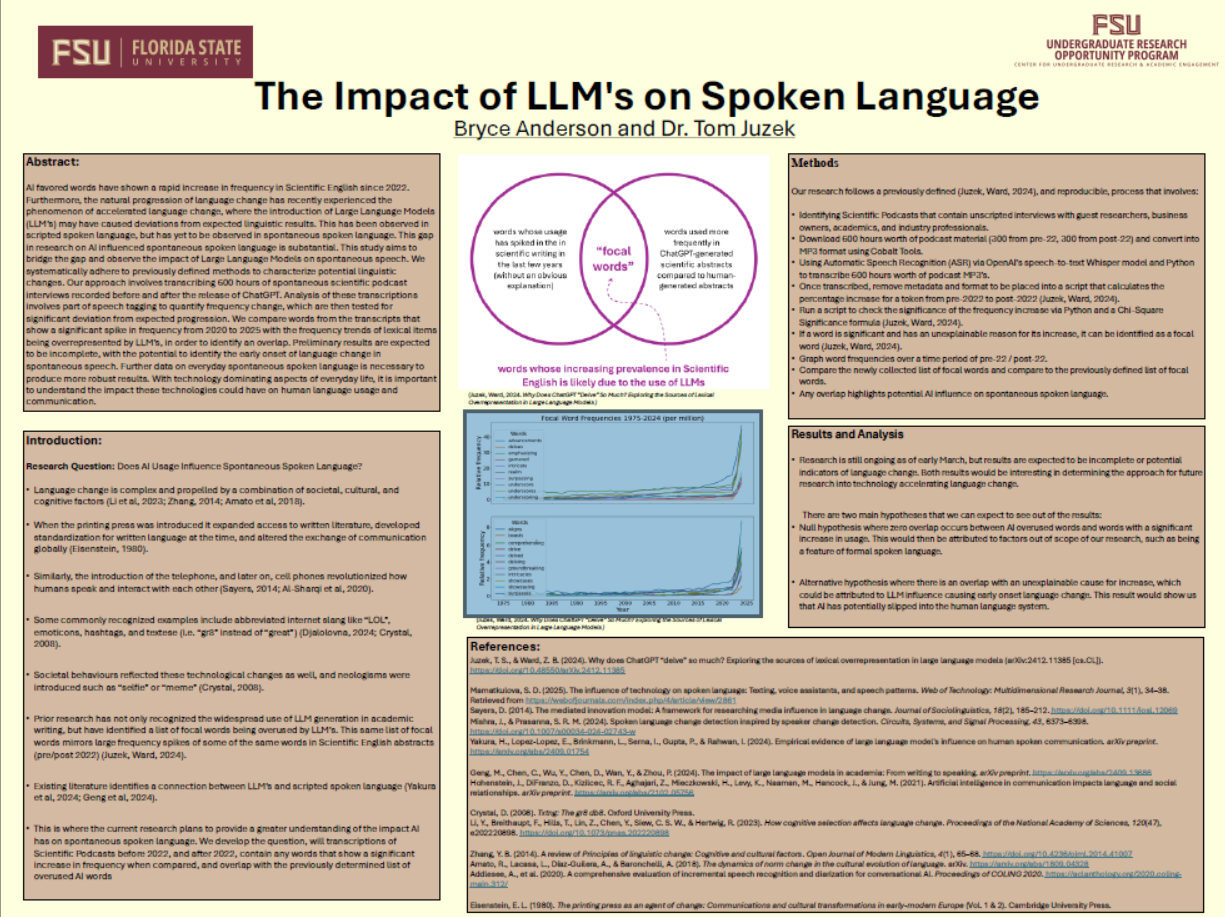 FSU | FLORIDA STATE
UNIVERSITY
FSU
UNDERGRADUATE RESEARCH
OPPORTUNITY PROGRAM
CENTER FOR UNDERGRADUATE RESEARCH & ACADEMIC ENGAGEMENT
The Impact of LLM's on Spoken Language
Bryce Anderson and Dr. Tom Juzek
Abstract:
AI favored words have shown a rapid increase in frequency in Scientific English since 2022.
Furthermore, the natural progression of language change has recently experienced the
phenomenon of accelerated language change, where the introduction of Large Language Models
(LLM's) may have caused deviations from expected linguistic results. This has been observed in
scripted spoken language, but has yet to be observed in spontaneous spoken language. This gap
in research on AI influenced spontaneous spoken language is substantial. This study aims to
bridge the gap and observe the impact of Large Language Models on spontaneous speech. We
systematically adhere to previously defined methods to characterize potential linguistic
changes. Our approach involves transcribing 600 hours of spontaneous scientific podcast
interviews recorded before and after the release of ChatGPT. Analysis of these transcriptions
involves part of speech tagging to quantify frequency change, which are then tested for
significant deviation from expected progression. We compare words from the transcripts that
show a significant spike in frequency from 2020 to 2025 with the frequency trends of lexical items
being overrepresented by LLM's, in order to identify an overlap. Preliminary results are expected
to be incomplete, with the potential to identify the early onset of language change in
spontaneous speech. Further data on everyday spontaneous spoken language is necessary to
produce more robust results. With technology dominating aspects of everyday life, it is important
to understand the impact these technologies could have on human language usage and
communication.
Introduction:
Research Question: Does AI Usage Influence Spontaneous Spoken Language?
• Language change is complex and propelled by a combination of societal, cultural, and
cognitive factors (Li et al, 2023; Zhang, 2014; Amato et al, 2018).
• When the printing press was introduced it expanded access to written literature, developed
standardization for written language at the time, and altered the exchange of communication
globally (Eisenstein, 1980).
• Similarly, the introduction of the telephone, and later on, cell phones revolutionized how
humans speak and interact with each other (Sayers, 2014; Al-Sharqi et al, 2020).
• Some commonly recognized examples include abbreviated internet slang like "LOL",
emoticons, hashtags, and textese (i.e. "gr8" instead of "great") (Djalolovna, 2024; Crystal,
2008).
• Societal behaviours reflected these technological changes as well, and neologisms were
introduced such as "selfie" or "meme" (Crystal, 2008).
• Prior research has not only recognized the widespread use of LLM generation in academic
writing, but have identified a list of focal words being overused by LLM's. This same list of focal
words mirrors large frequency spikes of some of the same words in Scientific English abstracts
(pre/post 2022) (Juzek, Ward, 2024).
• Existing literature identifies a connection between LLM's and scripted spoken language (Yakura
et al, 2024; Geng et al, 2024).
• This is where the current research plans to provide a greater understanding of the impact AI
has on spontaneous spoken language. We develop the question, will transcriptions of
Scientific Podcasts before 2022, and after 2022, contain any words that show a significant
increase in frequency when compared, and overlap with the previously determined list of
overused AI words
words whose usage
has spiked in the in
scientific writing in
the last few years
(without an obvious
explanation)
"focal
words"
words used more
frequently in
ChatGPT-generated
scientific abstracts
compared to human-
generated abstracts
words whose increasing prevalence in Scientific
English is likely due to the use of LLMs
(Juzek, Ward, 2024. Why Does ChatGPT "Delve" So Much? Exploring the Sources of Lexical
Overrepresentation in Large Language Models.)
Focal Word Frequencies 1975-2024 (per million)
Relative Frequency
40
30
20
10
0
Words
advancements
delves
emphasizing
garnered
intricate
realm
surpassing
underscore
underscores
underscoring
Relative Frequency
8
6
4
2
0
Words
aligns
boasts
comprehending
delve
delved
delving
groundbreaking
intricacies
showcases
showcasing
surpasses
1975 1980 1985 1990 1995 2000 2005 2010 2015 2020 2025
Year
(Juzek, Ward, 2024. Why Does ChatGPT "Delve" So Much? Exploring the Sources of Lexical
Overrepresentation in Large Language Models.)
Methods
Our research follows a previously defined (Juzek, Ward, 2024), and reproducible, process that involves:
• Identifying Scientific Podcasts that contain unscripted interviews with guest researchers, business
owners, academics, and industry professionals.
• Download 600 hours worth of podcast material (300 from pre-22, 300 from post-22) and convert into
MP3 format using Cobalt Tools.
• Using Automatic Speech Recognition (ASR) via OpenAI's speech-to-text Whisper model and Python
to transcribe 600 hours worth of podcast MP3's.
• Once transcribed, remove metadata and format to be placed into a script that calculates the
percentage increase for a token from pre-2022 to post-2022 (Juzek, Ward, 2024).
• Run a script to check the significance of the frequency increase via Python and a Chi-Square
Significance formula (Juzek, Ward, 2024).
• If a word is significant and has an unexplainable reason for its increase, it can be identified as a focal
word (Juzek, Ward, 2024).
• Graph word frequencies over a time period of pre-22 / post-22.
• Compare the newly collected list of focal words and compare to the previously defined list of focal
words.
• Any overlap highlights potential AI influence on spontaneous spoken language.
Results and Analysis
• Research is still ongoing as of early March, but results are expected to be incomplete or potential
indicators of language change. Both results would be interesting in determining the approach for future
research into technology accelerating language change.
There are two main hypotheses that we can expect to see out of the results:
• Null hypothesis where zero overlap occurs between AI overused words and words with a significant
increase in usage. This would then be attributed to factors out of scope of our research, such as being
a feature of formal spoken language.
• Alternative hypothesis where there is an overlap with an unexplainable cause for increase, which
could be attributed to LLM influence causing early onset language change. This result would show us
that AI has potentially slipped into the human language system.
References:
Juzek, T. S., & Ward, Z. B. (2024). Why does ChatGPT "delve" so much? Exploring the sources of lexical overrepresentation in large language models (arXiv:2412.11385 [cs.CL]).
https://doi.org/10.48550/arXiv.2412.11385
Mamatkulova, S. D. (2025). The influence of technology on spoken language: Texting, voice assistants, and speech patterns. Web of Technology: Multidimensional Research Journal, 3(1), 34–38.
Retrieved from https://webofjournals.com/index.php/4/article/view/2861
Sayers, D. (2014). The mediated innovation model: A framework for researching media influence in language change. Journal of Sociolinguistics, 18(2), 185–212. https://doi.org/10.1111/josl.12069
Mishra, J., & Prasanna, S. R. M. (2024). Spoken language change detection inspired by speaker change detection. Circuits, Systems, and Signal Processing, 43, 6373–6398.
https://doi.org/10.1007/s00034-024-02743-w
Yakura, H., Lopez-Lopez, E., Brinkmann, L., Serna, I., Gupta, P., & Rahwan, I. (2024). Empirical evidence of large language model's influence on human spoken communication. arXiv preprint.
https://arxiv.org/abs/2409.01754
Geng, M., Chen, C., Wu, Y., Chen, D., Wan, Y., & Zhou, P. (2024). The impact of large language models in academia: From writing to speaking. arXiv preprint. https://arxiv.org/abs/2409.13686
Hohenstein, J., DiFranzo, D., Kizilcec, R. F., Aghajari, Z., Mieczkowski, H., Levy, K., Naaman, M., Hancock, J., & Jung, M. (2021). Artificial intelligence in communication impacts language and social
relationships. arXiv preprint. https://arxiv.org/abs/2102.05756
Crystal, D. (2008). Txtng: The gr8 db8. Oxford University Press.
Li, Y., Breithaupt, F., Hills, T., Lin, Z., Chen, Y., Siew, C. S. W., & Hertwig, R. (2023). How cognitive selection affects language change. Proceedings of the National Academy of Sciences, 120(47),
e202220898. https://doi.org/10.1073/pnas.202220898
Zhang, Y. B. (2014). A review of Principles of linguistic change: Cognitive and cultural factors. Open Journal of Modern Linguistics, 4(1), 65–68. https://doi.org/10.4236/ojml.2014.41007
Amato, R., Lacasa, L., Díaz-Guilera, A., & Baronchelli, A. (2018). The dynamics of norm change in the cultural evolution of language. arXiv. https://arxiv.org/abs/1809.04328
Addlesee, A., et al. (2020). A comprehensive evaluation of incremental speech recognition and diarization for conversational AI. Proceedings of COLING 2020. https://aclanthology.org/2020.coling-
main.312/
Eisenstein, E. L. (1980). The printing press as an agent of change: Communications and cultural transformations in early-modern Europe (Vol. 1 & 2). Cambridge University Press.